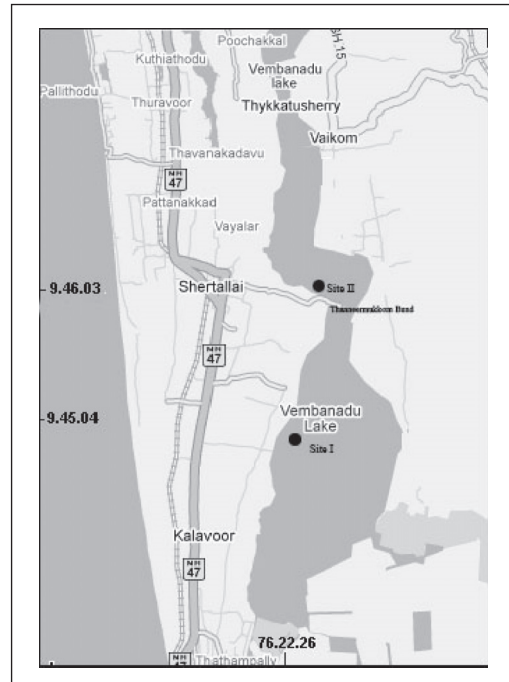 Poochakkal
SH.15
Kuthiathodu
Vembanadu
lake
Pallithodu
Thuravoor
Thykkatusherry
Vaikom
Thavanakadavu
NH
47
Pattanakkad
Vayalar
Shertallai
9.46.03
Site II
Thanneermukkom Bund
NH
47
Vembanadu
Lake
9.45.04
Site I
Kalavoor
NH
47
76.22.26
Thathampally
NH
47